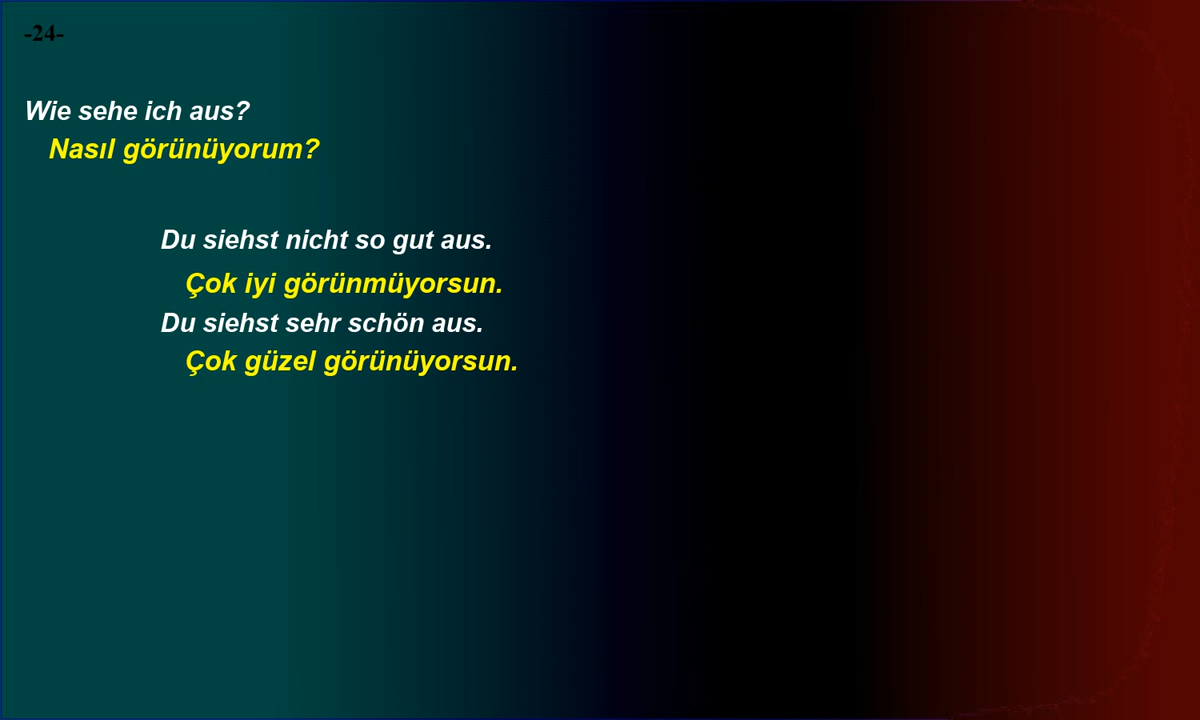 -24-
Wie sehe ich aus?
Nasıl görünüyorum?
Du siehst nicht so gut aus.
Çok iyi görünmüyorsun.
Du siehst sehr schön aus.
Çok güzel görünüyorsun.